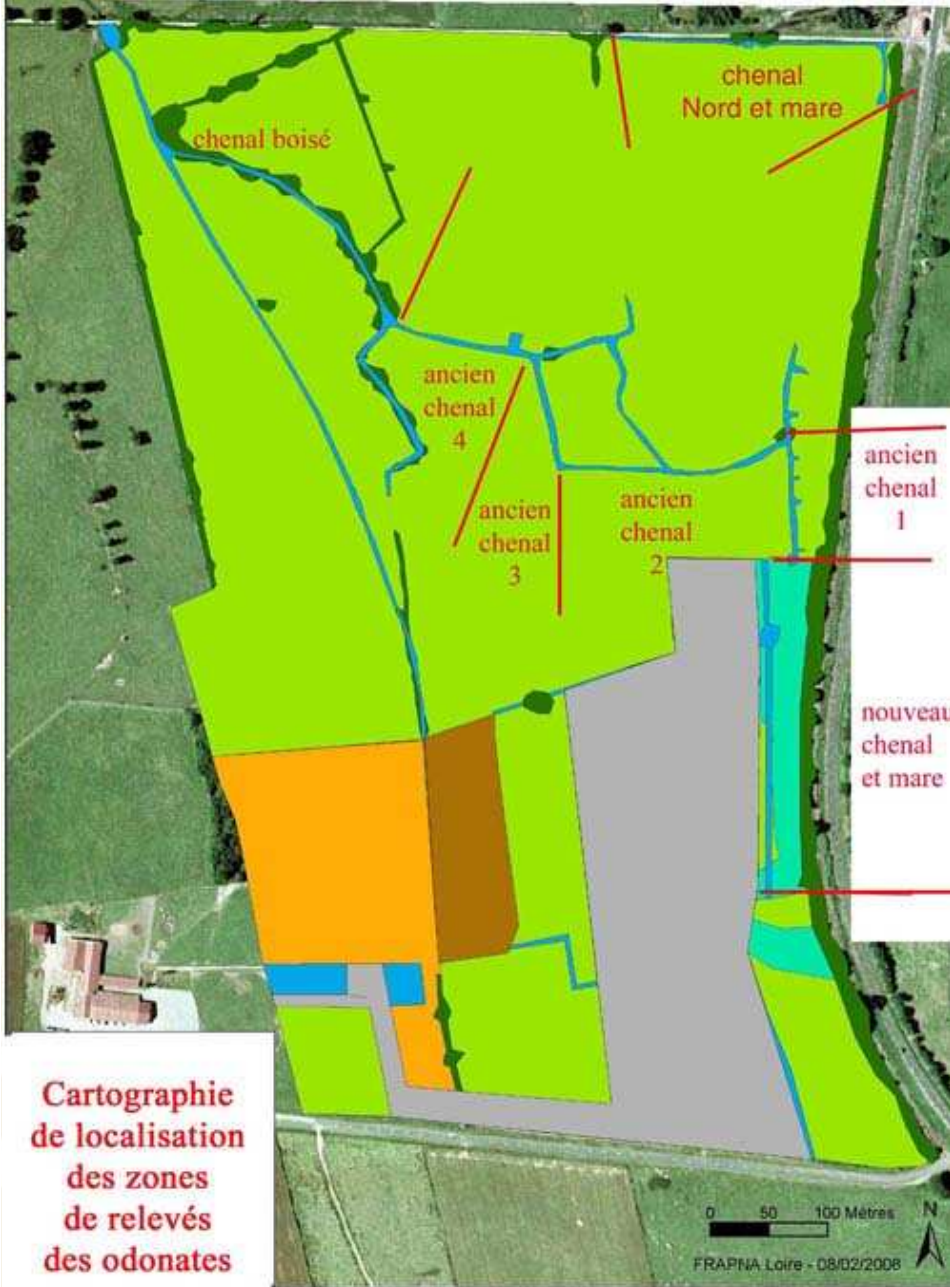 chenal
Nord et mare
chenal boisé
ancien
chenal
4
ancien
chenal
3
ancien
chenal
2
ancien
chenal
1
nouveau
chenal
et mare
Cartographie
de localisation
des zones
de relevés
des odonates
0 50 100 Mètres
N
FRAPNA Loire - 08/02/2008